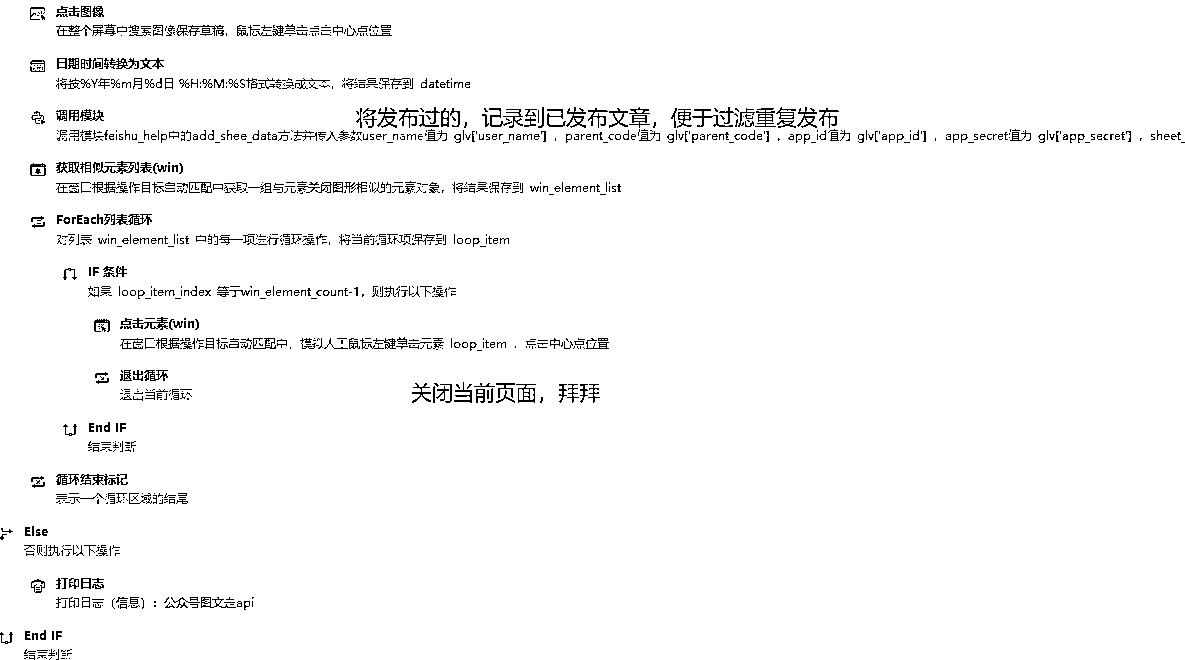 点击图像
在整个屏幕中搜索图像保存草稿，鼠标左键单击点击中心点位置
日期时间转换为文本
将按%Y年%m月%d日 %H:%M:%S格式转换成文本，将结果保存到 datetime
调用模块
将发布过的，记录到已发布文章，便于过滤重复发布
调用模块feishu_help中的add_shee_data方法并传入参数user_name值为 glv['user_name'] ，parent_code值为 glv['parent_code'] ，app_id值为 glv['app_id'] ，app_secret值为 glv['app_secret'] ，sheet_
获取相似元素列表(win)
在窗口根据操作目标自动匹配中获取一组与元素关闭图形相似的元素对象，将结果保存到 win_element_list
ForEach列表循环
对列表 win_element_list 中的每一项进行循环操作，将当前循环项保存到 loop_item
IF 条件
如果 loop_item_index 等于win_element_count-1，则执行以下操作
点击元素(win)
在窗口根据操作目标自动匹配中，模拟人工鼠标左键单击元素 loop_item ，点击中心点位置
退出循环
退出当前循环
关闭当前页面，拜拜
End IF
结束判断
循环结束标记
表示一个循环区域的结尾
Else
否则执行以下操作
打印日志
打印日志（信息）：公众号图文走api
End IF
结束判断